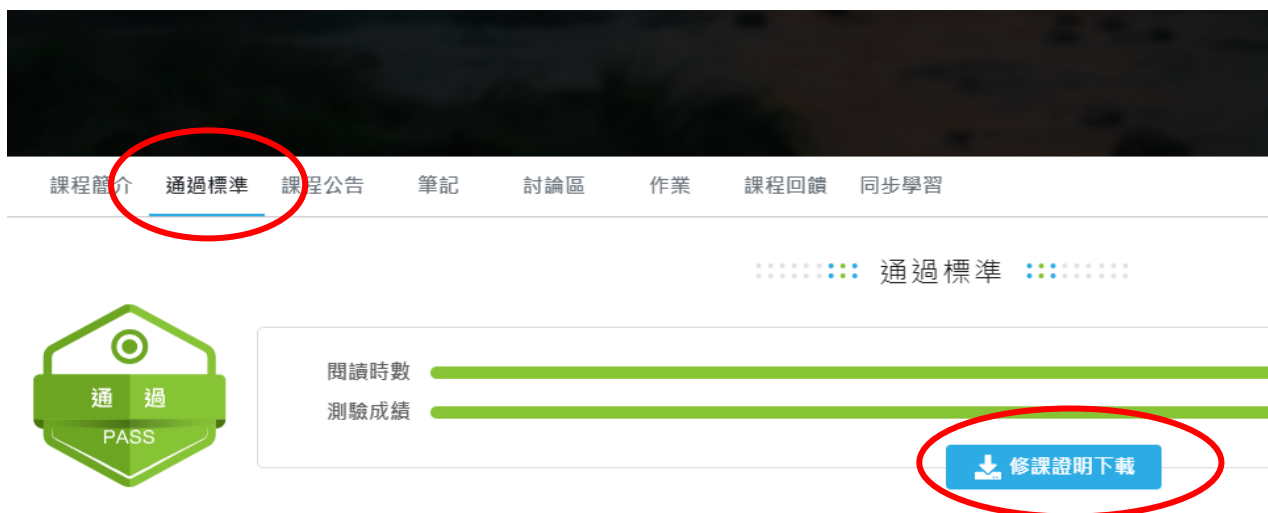 課程簡介 通過標準 課程公告 筆記 討論區 作業 課程回饋 同步學習
通過標準
通 過
PASS
閱讀時數
測驗成績
修課證明下載